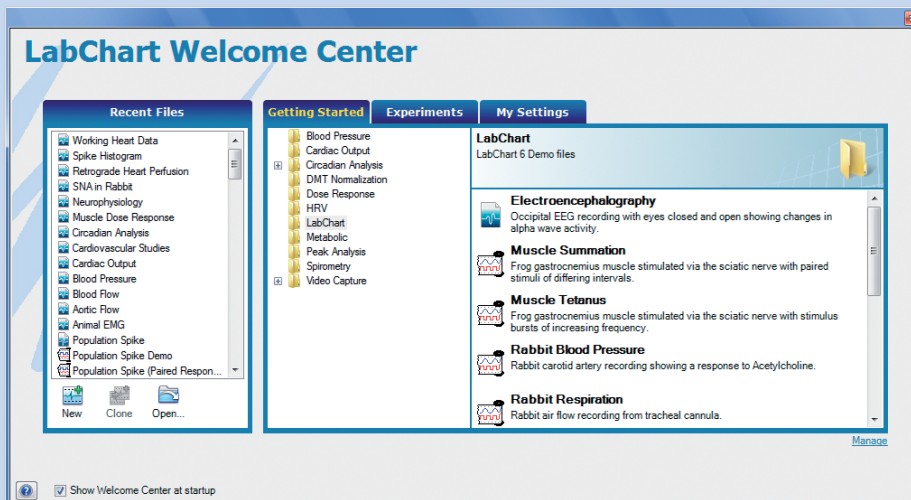 LabChart Welcome Center
Recent Files
Working Heart Data
Spike Histogram
Retrograde Heart Perfusion
SNA in Rabbit
Neurophysiology
Muscle Dose Response
Circadian Analysis
Cardiovascular Studies
Cardiac Output
Blood Pressure
Blood Flow
Aortic Flow
Animal EMG
Population Spike
Population Spike Demo
Population Spike (Paired Respon...
New Clone Open...
Getting Started Experiments My Settings
Blood Pressure
Cardiac Output
Circadian Analysis
DMT Normalization
Dose Response
HRV
LabChart
Metabolic
Peak Analysis
Spirometry
Video Capture
LabChart
LabChart 6 Demo files
Electroencephalography
Occipital EEG recording with eyes closed and open showing changes in
alpha wave activity.
Muscle Summation
Frog gastrocnemius muscle stimulated via the sciatic nerve with paired
stimuli of differing intervals.
Muscle Tetanus
Frog gastrocnemius muscle stimulated via the sciatic nerve with stimulus
bursts of increasing frequency.
Rabbit Blood Pressure
Rabbit carotid artery recording showing a response to Acetylcholine.
Rabbit Respiration
Rabbit air flow recording from tracheal cannula.
Manage
Show Welcome Center at startup